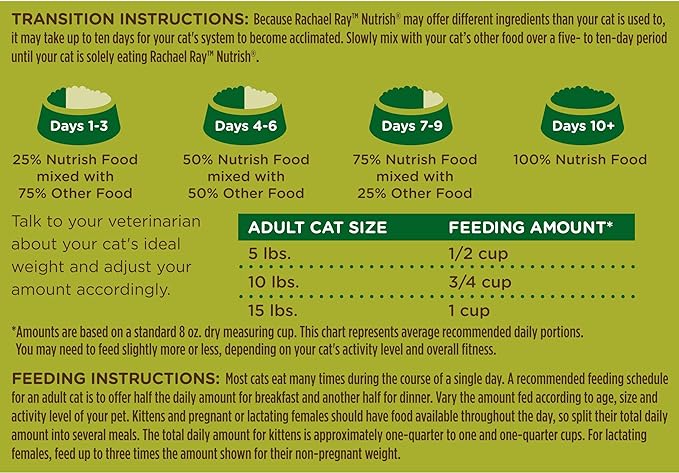 TRANSITION INSTRUCTIONS: Because Rachael Ray™ Nutrish® may offer different ingredients than your cat is used to,
it may take up to ten days for your cat's system to become acclimated. Slowly mix with your cat's other food over a five- to ten-day period
until your cat is solely eating Rachael Ray™ Nutrish®.
Days 1-3
Days 4-6
Days 7-9
Days 10+
25% Nutrish Food
mixed with
75% Other Food
50% Nutrish Food
mixed with
50% Other Food
75% Nutrish Food
mixed with
25% Other Food
100% Nutrish Food
Talk to your veterinarian
about your cat's ideal
weight and adjust your
amount accordingly.
ADULT CAT SIZE FEEDING AMOUNT*
5 lbs. 1/2 cup
10 lbs. 3/4 cup
15 lbs. 1 cup
*Amounts are based on a standard 8 oz. dry measuring cup. This chart represents average recommended daily portions.
You may need to feed slightly more or less, depending on your cat's activity level and overall fitness.
FEEDING INSTRUCTIONS: Most cats eat many times during the course of a single day. A recommended feeding schedule
for an adult cat is to offer half the daily amount for breakfast and another half for dinner. Vary the amount fed according to age, size and
activity level of your pet. Kittens and pregnant or lactating females should have food available throughout the day, so split their total daily
amount into several meals. The total daily amount for kittens is approximately one-quarter to one and one-quarter cups. For lactating
females, feed up to three times the amount shown for their non-pregnant weight.